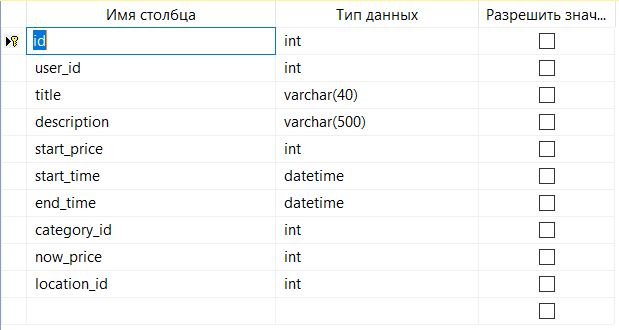 Имя столбца Тип данных Разрешить знач...
id int
user_id int
title varchar(40)
description varchar(500)
start_price int
start_time datetime
end_time datetime
category_id int
now_price int
location_id int